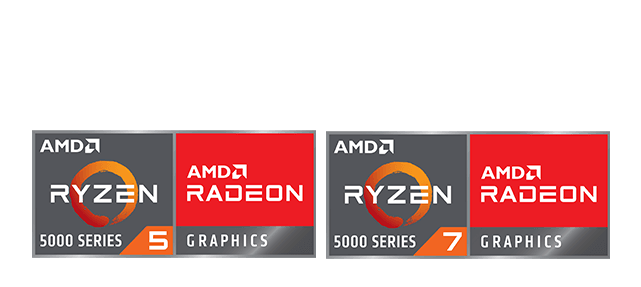 AMD
RYZEN
5000 SERIES 5
AMD
RADEON
GRAPHICS
AMD
RYZEN
5000 SERIES 7
AMD
RADEON
GRAPHICS